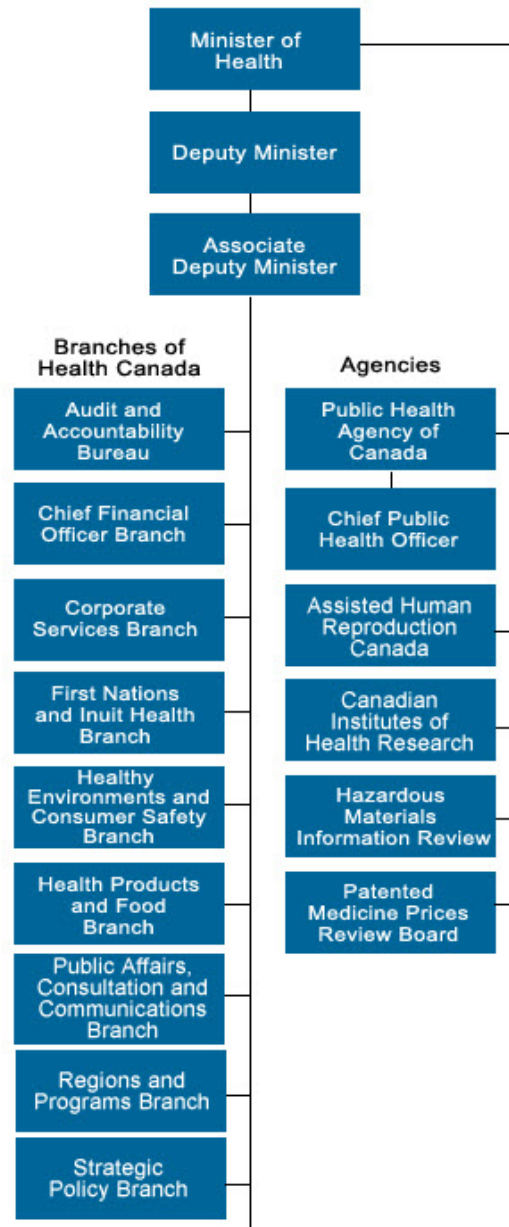 Minister of
Health
Deputy Minister
Associate
Deputy Minister
Branches of
Health Canada
Audit and
Accountability
Bureau
Chief Financial
Officer Branch
Corporate
Services Branch
First Nations
and Inuit Health
Branch
Healthy
Environments and
Consumer Safety
Branch
Health Products
and Food
Branch
Public Affairs,
Consultation and
Communications
Branch
Regions and
Programs Branch
Strategic
Policy Branch
Agencies
Public Health
Agency of
Canada
Chief Public
Health Officer
Assisted Human
Reproduction
Canada
Canadian
Institutes of
Health Research
Hazardous
Materials
Information Review
Patented
Medicine Prices
Review Board